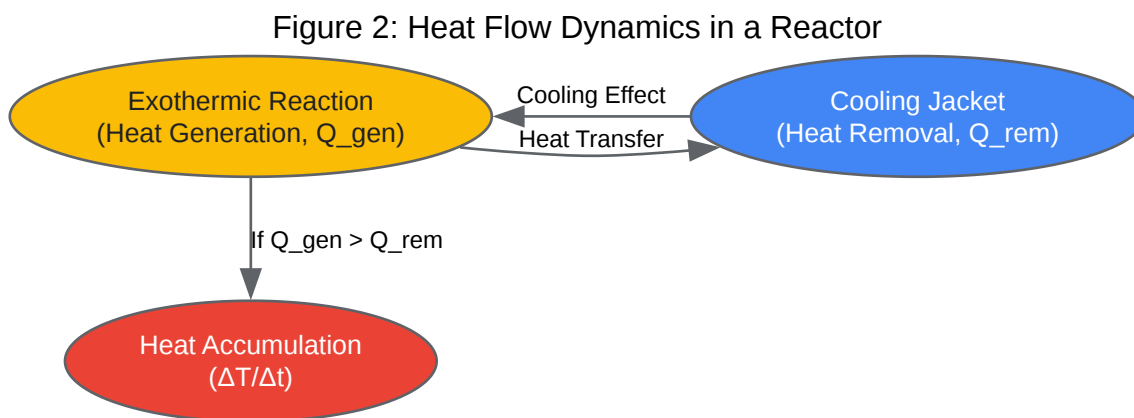 Figure 2: Heat Flow Dynamics in a Reactor
Exothermic Reaction
(Heat Generation, Q_gen)
Cooling Effect
Heat Transfer
Cooling Jacket
(Heat Removal, Q_rem)
If Q_gen > Q_rem
Heat Accumulation
(ΔT/Δt)